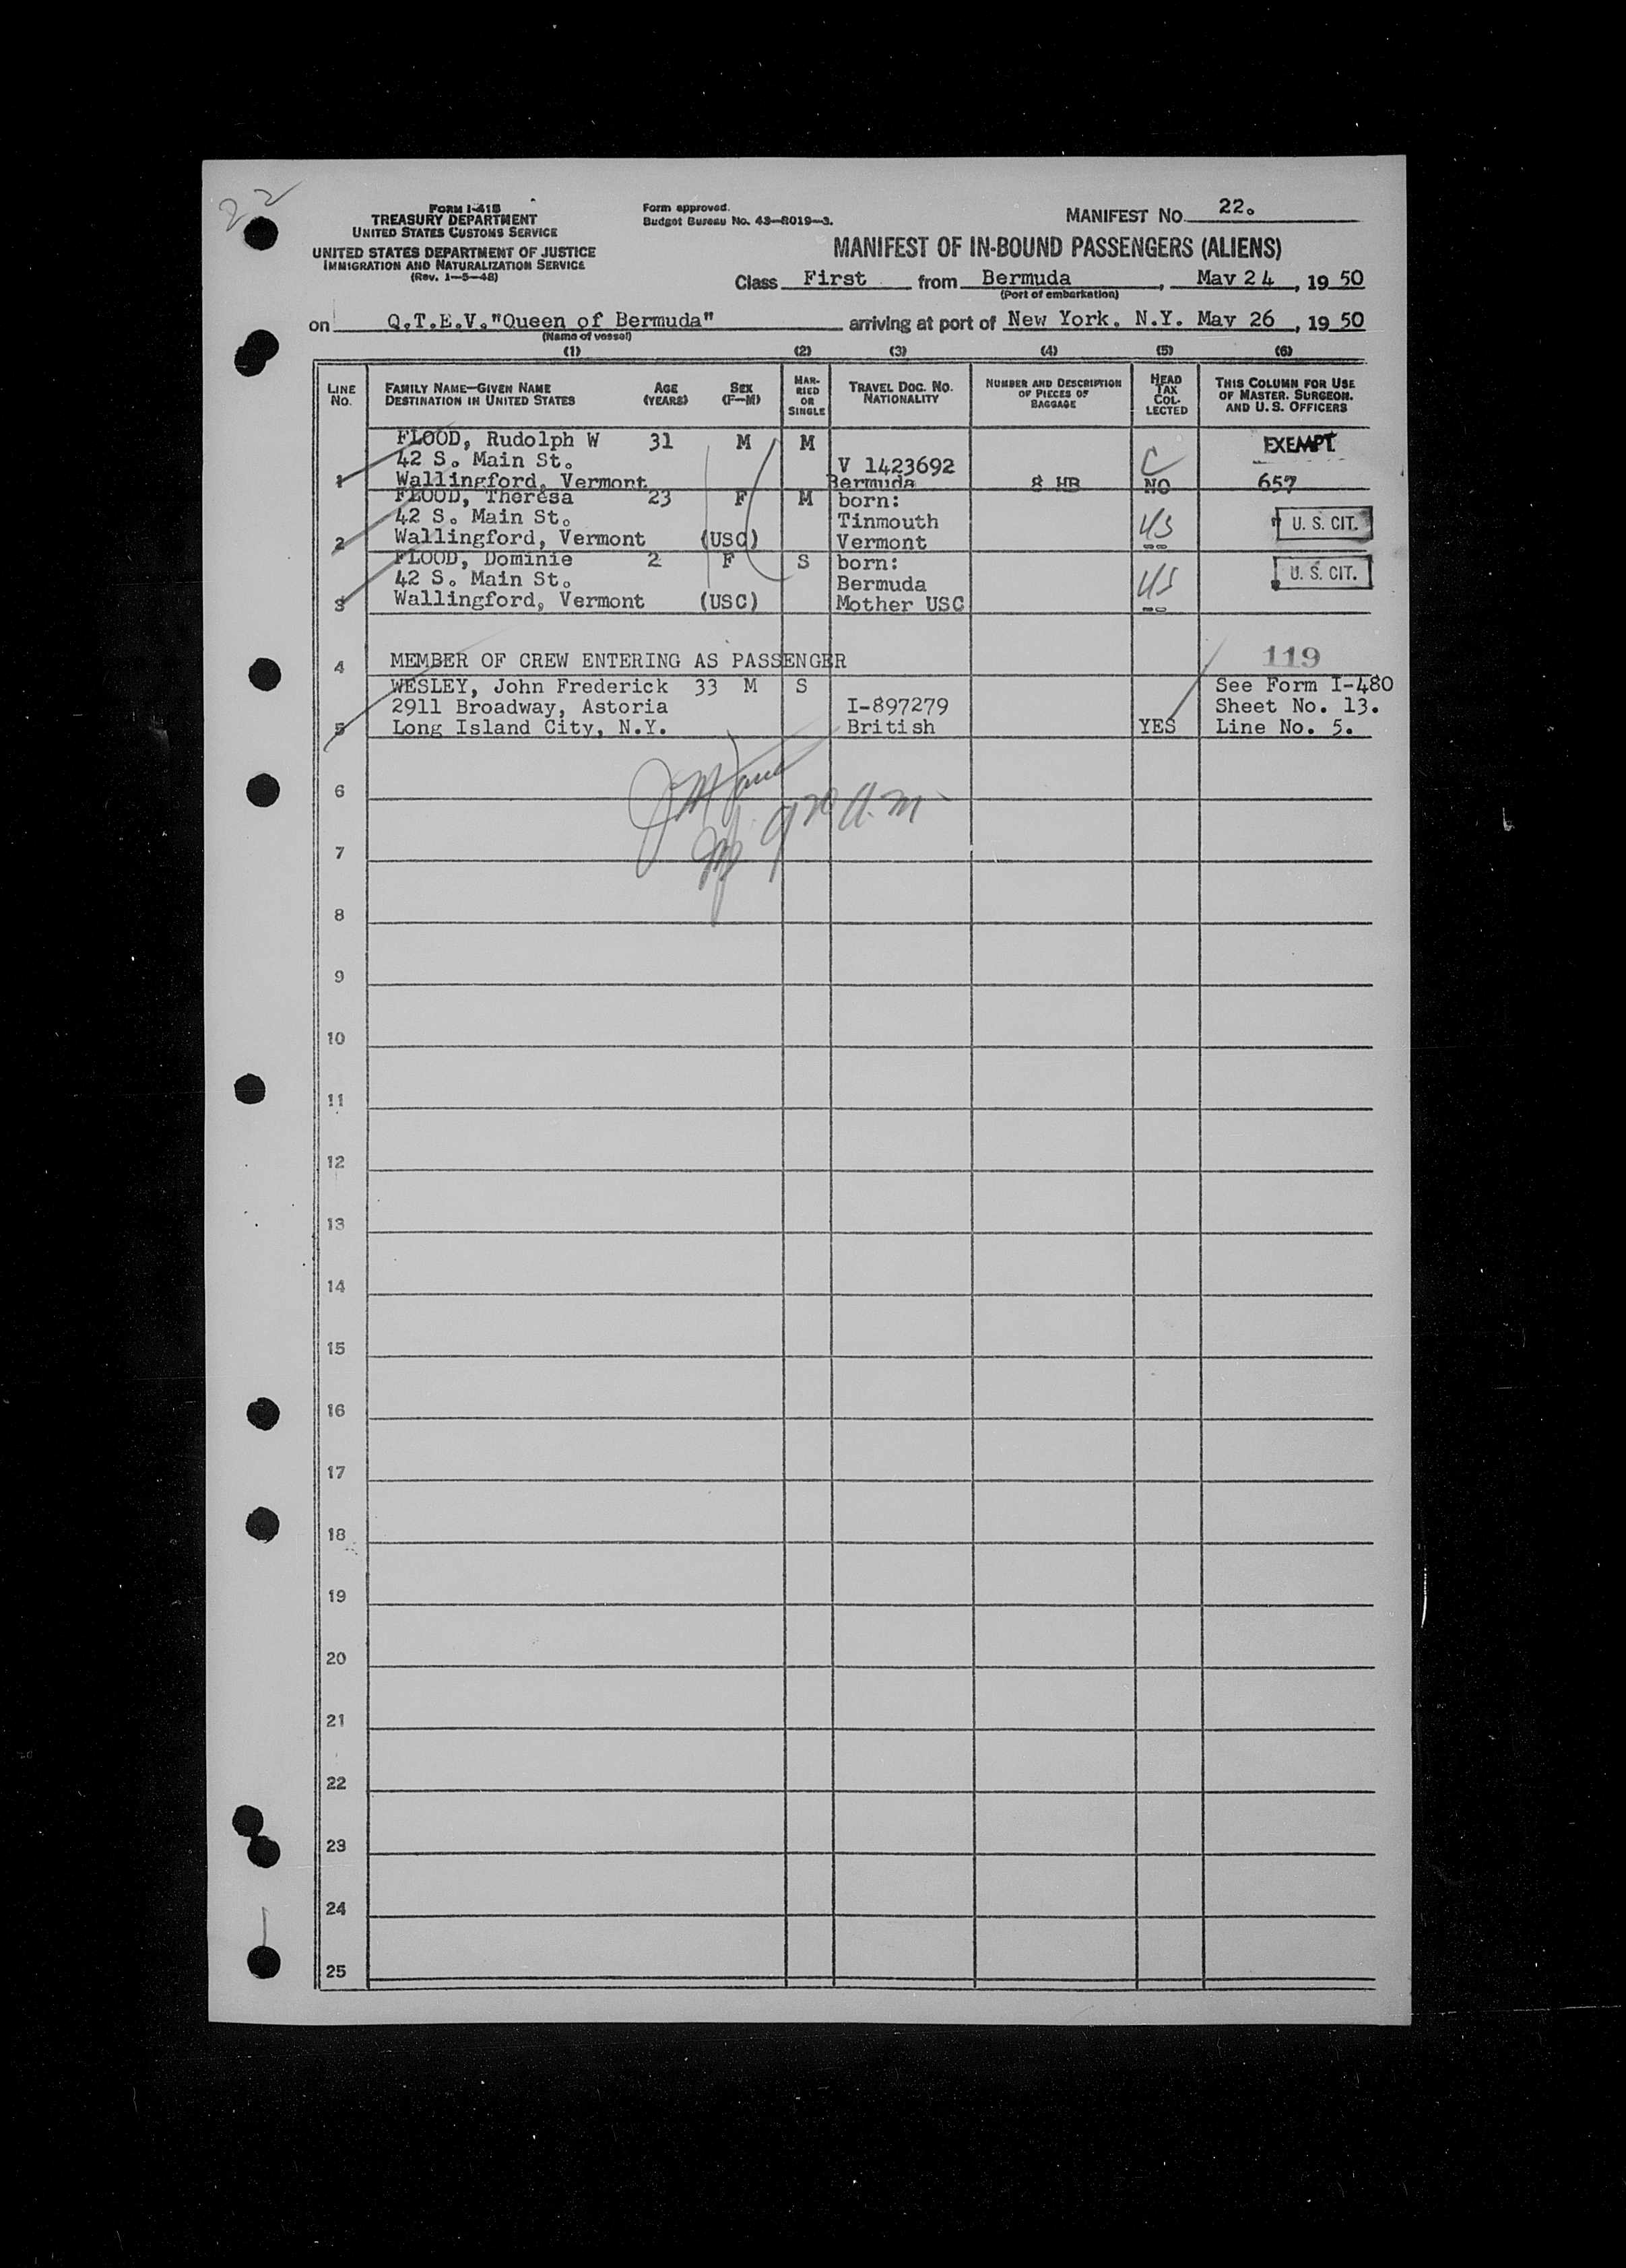 22
FORM I-418
TREASURY DEPARTMENT
UNITED STATES CUSTOMS SERVICE
UNITED STATES DEPARTMENT OF JUSTICE
IMMIGRATION AND NATURALIZATION SERVICE
(Rev. 1-5-48)
Form approved.
Budget Bureau No. 43-R019-3.
MANIFEST NO. 22.
MANIFEST OF IN-BOUND PASSENGERS (ALIENS)
Class First from Bermuda, May 24, 1950
(Port of embarkation)
on Q.T.E.V."Queen of Bermuda" arriving at port of New York. N.Y. May 26, 1950
(Name of vessel)
(1) (2) (3) (4) (5) (6)
LINE NO.
FAMILY NAME—GIVEN NAME
DESTINATION IN UNITED STATES
AGE (YEARS)
SEX (F—M)
MARRIED OR SINGLE
TRAVEL DOC. NO.
NATIONALITY
NUMBER AND DESCRIPTION OF PIECES OF BAGGAGE
HEAD TAX COLLECTED
THIS COLUMN FOR USE OF MASTER, SURGEON, AND U.S. OFFICERS
FLOOD, Rudolph W 31 M M EXEMPT
42 S. Main St. V 1423692 C
1 Wallingford, Vermont Bermuda 8 HB NO 657
FLOOD, Theresa 23 F M born:
42 S. Main St. Tinmouth US U. S. CIT.
2 Wallingford, Vermont (USC) Vermont --
FLOOD, Dominie 2 F S born:
42 S. Main St. Bermuda US U. S. CIT.
3 Wallingford, Vermont (USC) Mother USC --
4 MEMBER OF CREW ENTERING AS PASSENGER 119
WESLEY, John Frederick 33 M S See Form I-480
2911 Broadway, Astoria I-897279 Sheet No. 13.
5 Long Island City, N.Y. British YES Line No. 5.
6
9 20 A.M
7
8
9
10
11
12
13
14
15
16
17
18
19
20
21
22
23
24
25